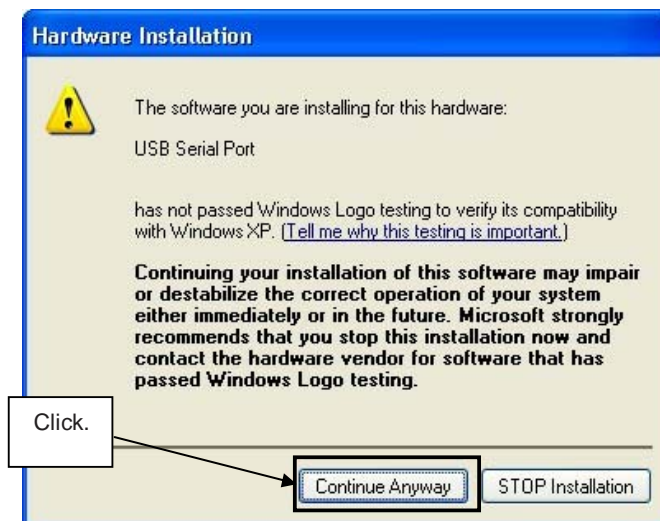 Hardware Installation
The software you are installing for this hardware:
USB Serial Port
has not passed Windows Logo testing to verify its compatibility
with Windows XP. (Tell me why this testing is important.)
Continuing your installation of this software may impair
or destabilize the correct operation of your system
either immediately or in the future. Microsoft strongly
recommends that you stop this installation now and
contact the hardware vendor for software that has
passed Windows Logo testing.
Click.
Continue Anyway
STOP Installation